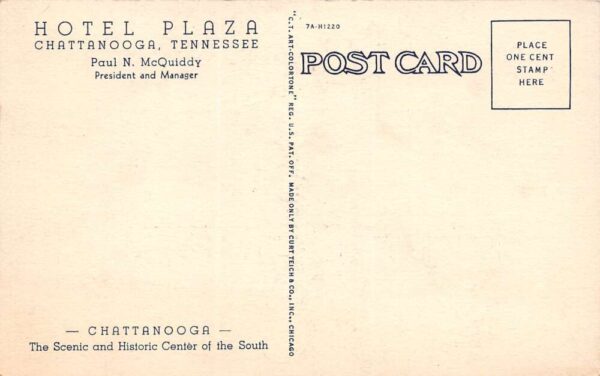 HOTEL PLAZA
CHATTANOOGA, TENNESSEE
Paul N. McQuiddy
President and Manager
— CHATTANOOGA —
The Scenic and Historic Center of the South
"C. T. ART-COLORTONE" REG. U. S. PAT. OFF. MADE ONLY BY CURT TEICH & CO., INC., CHICAGO
7A-H1220
POST CARD
PLACE
ONE CENT
STAMP
HERE